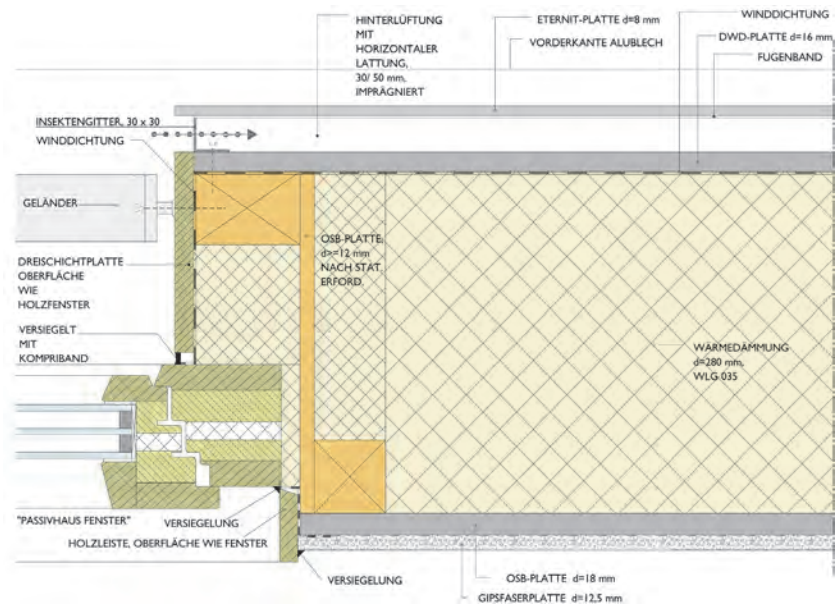 HINTERLÜFTUNG
MIT
HORIZONTALER
LATTUNG,
30/ 50 mm,
IMPRÄGNIERT
ETERNIT-PLATTE d=8 mm
VORDERKANTE ALUBLECH
WINDDICHTUNG
DWD-PLATTE d=16 mm
FUGENBAND
INSEKTENGITTER, 30 x 30
WINDDICHTUNG
GELÄNDER
DREISCHICHTPLATTE
OBERFLÄCHE
WIE
HOLZFENSTER
VERSIEGELT
MIT
KOMPRIBAND
OSB-PLATTE,
d>=12 mm
NACH STAT.
ERFORD.
WÄRMEDÄMMUNG
d=280 mm,
WLG 035
"PASSIVHAUS FENSTER"
VERSIEGELUNG
HOLZLEISTE, OBERFLÄCHE WIE FENSTER
VERSIEGELUNG
OSB-PLATTE d=18 mm
GIPSFASERPLATTE d=12,5 mm